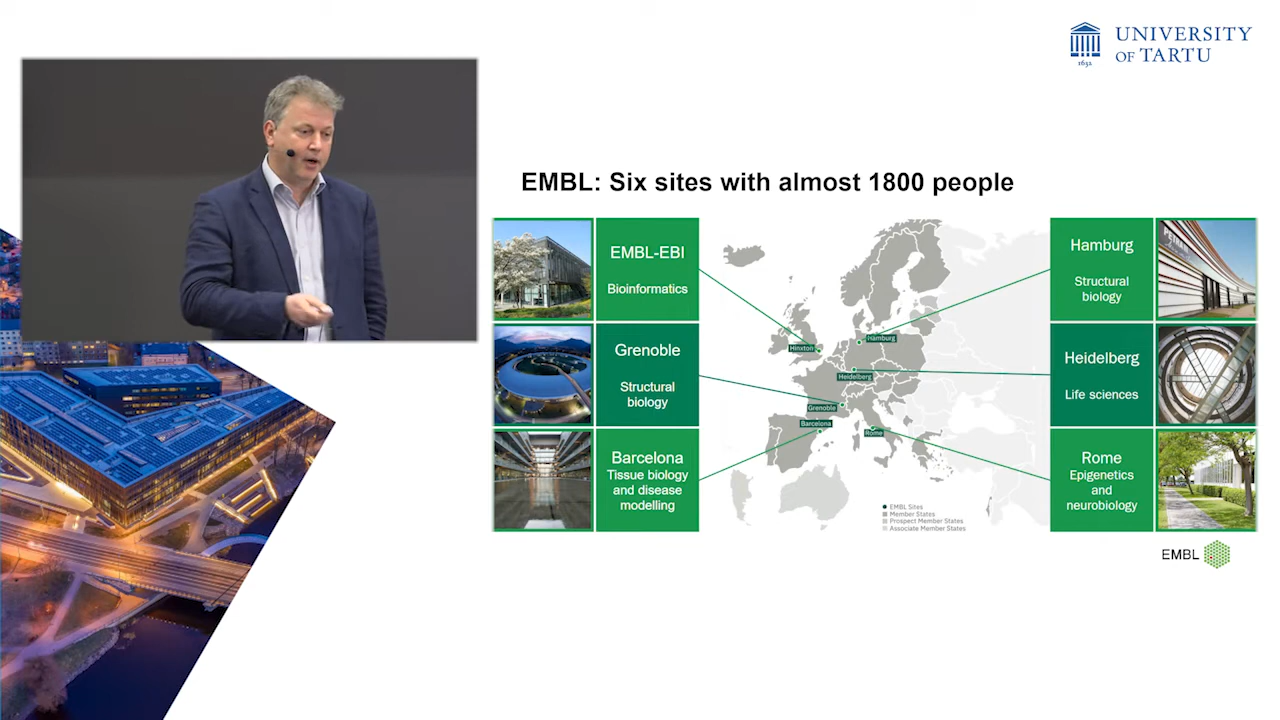 UNIVERSITY
OF TARTU
1632
EMBL: Six sites with almost 1800 people
EMBL-EBI
Bioinformatics
Grenoble
Structural
biology
Barcelona
Tissue biology
and disease
modelling
Hinxton
Hamburg
Heidelberg
Grenoble
Barcelona
Rome
EMBL Sites
Member States
Prospect Member States
Associate Member States
Hamburg
Structural
biology
Heidelberg
Life sciences
Rome
Epigenetics
and
neurobiology
EMBL